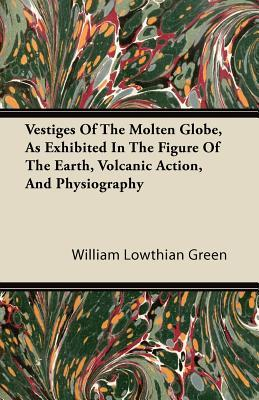 Vestiges Of The Molten Globe,
As Exhibited In The Figure Of
The Earth, Volcanic Action,
And Physiography
William Lowthian Green